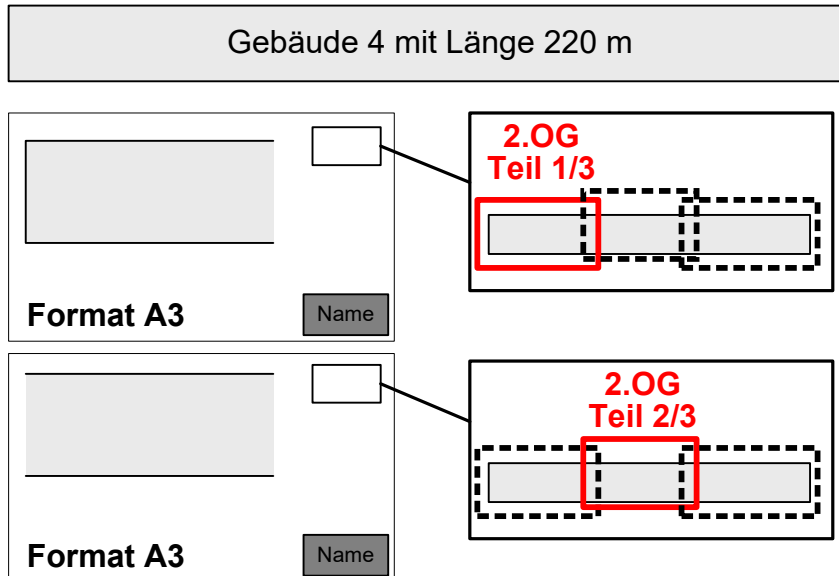 Gebäude 4 mit Länge 220 m
2.OG
Teil 1/3
Format A3
Name
2.OG
Teil 2/3
Format A3
Name